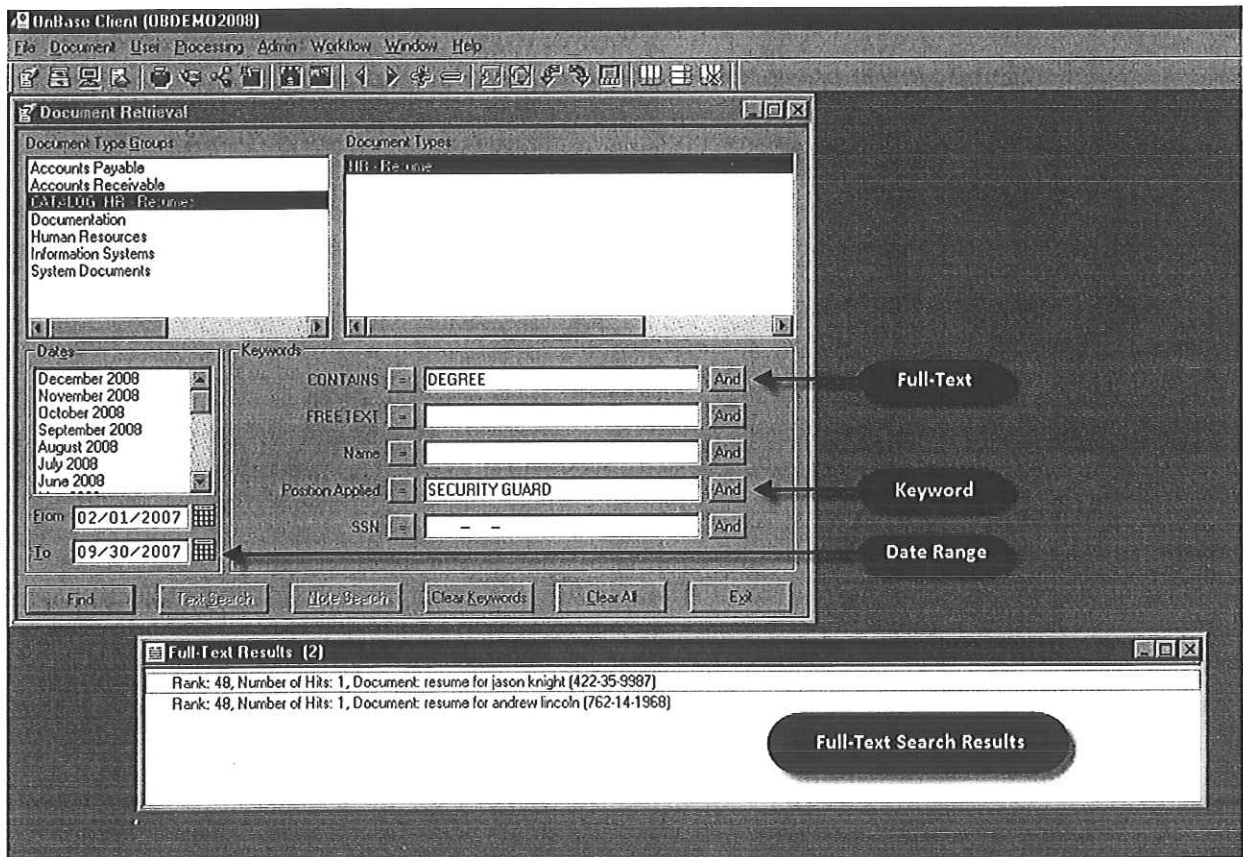 OnBase Client (OBDEMO2008)
File Document User Processing Admin Workflow Window Help
Document Retrieval
Document Type Groups
Document Types
Accounts Payable
Accounts Receivable
CATALOG HR - Resumes
Documentation
Human Resources
Information Systems
System Documents
HR - Resume
Dates
December 2008
November 2008
October 2008
September 2008
August 2008
July 2008
June 2008
From 02/01/2007
To 09/30/2007
Keywords
CONTAINS = DEGREE And
FREETEXT = And
Name = And
Position Applied = SECURITY GUARD And
SSN = - - And
Full-Text
Keyword
Date Range
Find Text Search Note Search Clear Keywords Clear All Exit
Full-Text Results (2)
Rank: 48, Number of Hits: 1, Document: resume for jason knight (422-35-9987)
Rank: 48, Number of Hits: 1, Document: resume for andrew lincoln (762-14-1968)
Full-Text Search Results